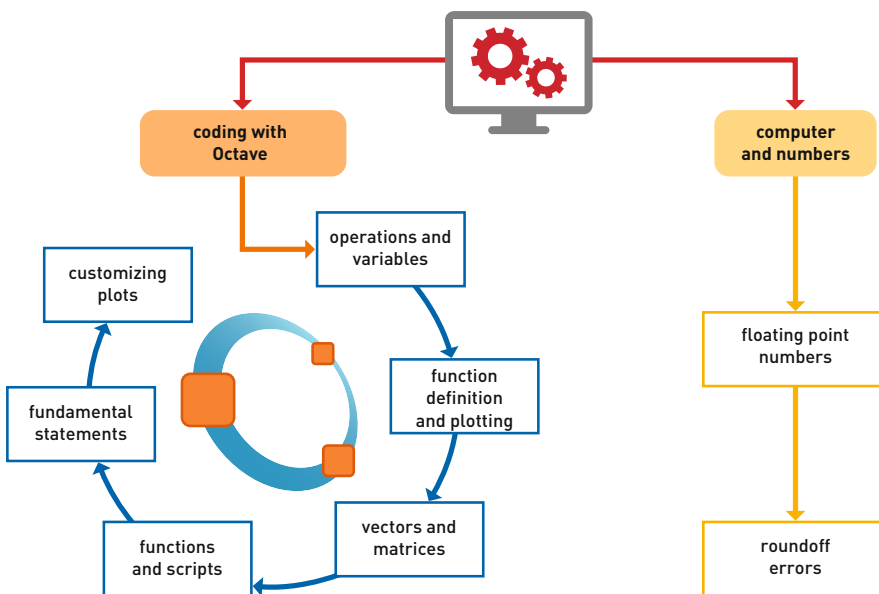 coding with
Octave
computer
and numbers
operations and
variables
customizing
plots
floating point
numbers
function
definition
and plotting
fundamental
statements
vectors and
matrices
functions
and scripts
roundoff
errors